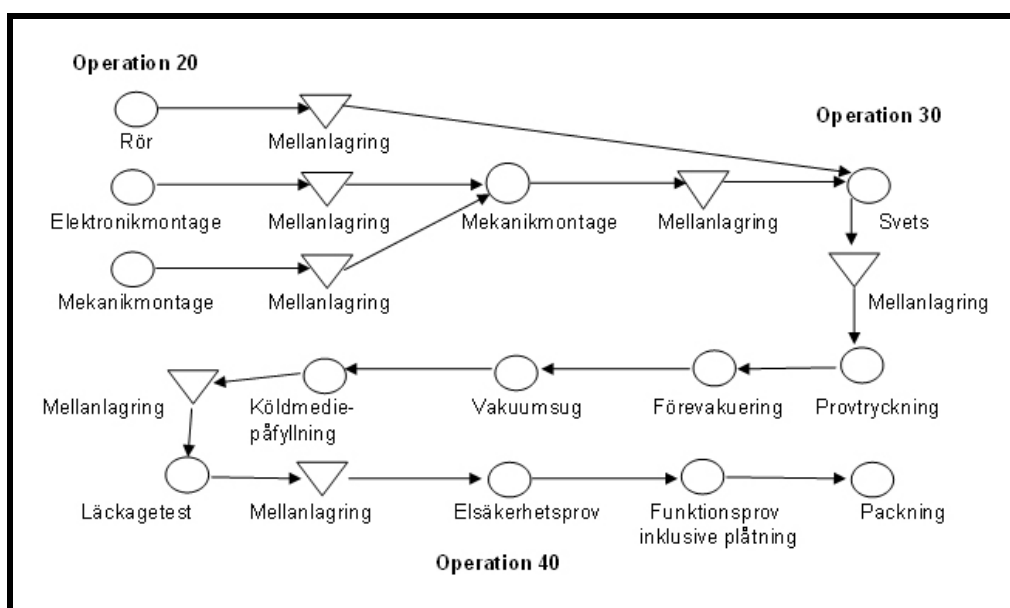 Operation 20
Operation 30
Rör
Mellanlagring
Elektronikmontage
Mellanlagring
Mekanikmontage
Mellanlagring
Svets
Mekanikmontage
Mellanlagring
Mellanlagring
Mellanlagring
Köldmedie-
påfyllning
Vakuumsug
Förevakuering
Provtryckning
Läckagetest
Mellanlagring
Elsäkerhetsprov
Funktionsprov
inklusive plåtning
Packning
Operation 40